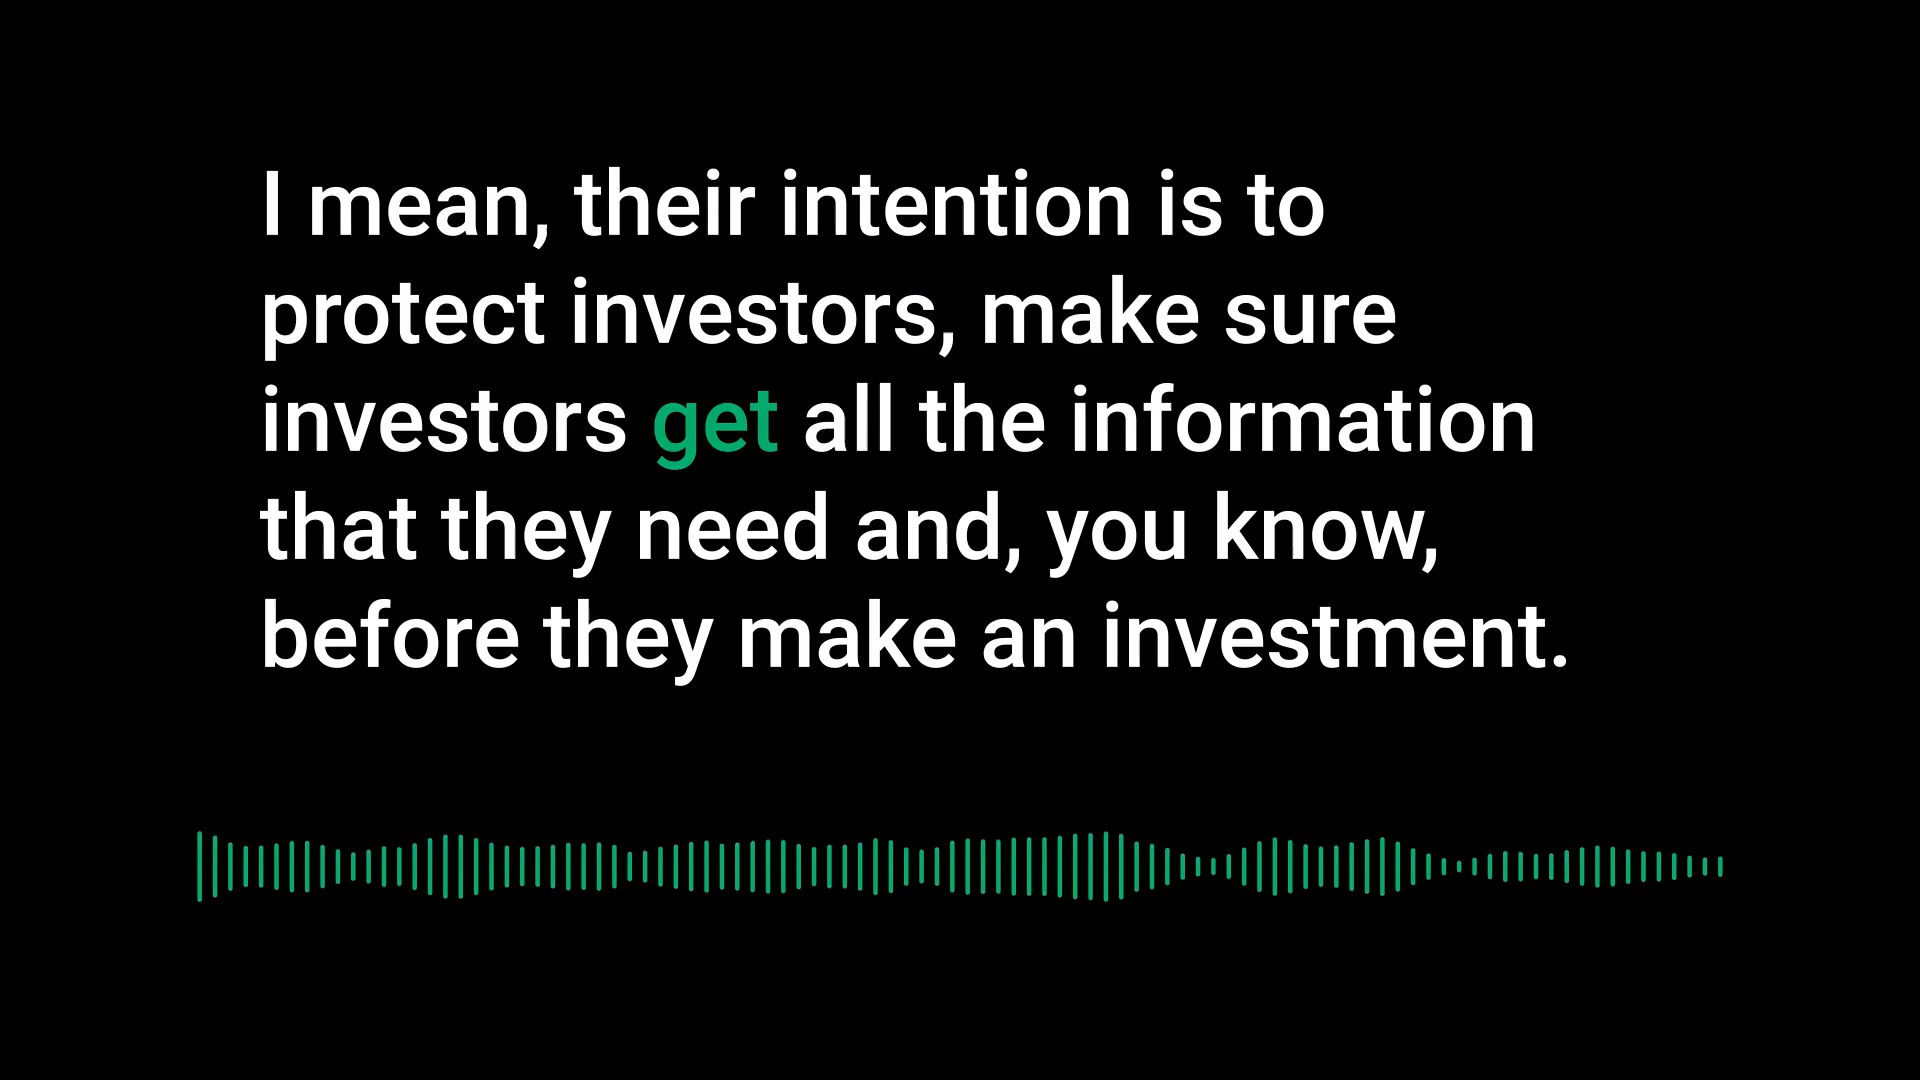 I mean, their intention is to
protect investors, make sure
investors get all the information
that they need and, you know,
before they make an investment.